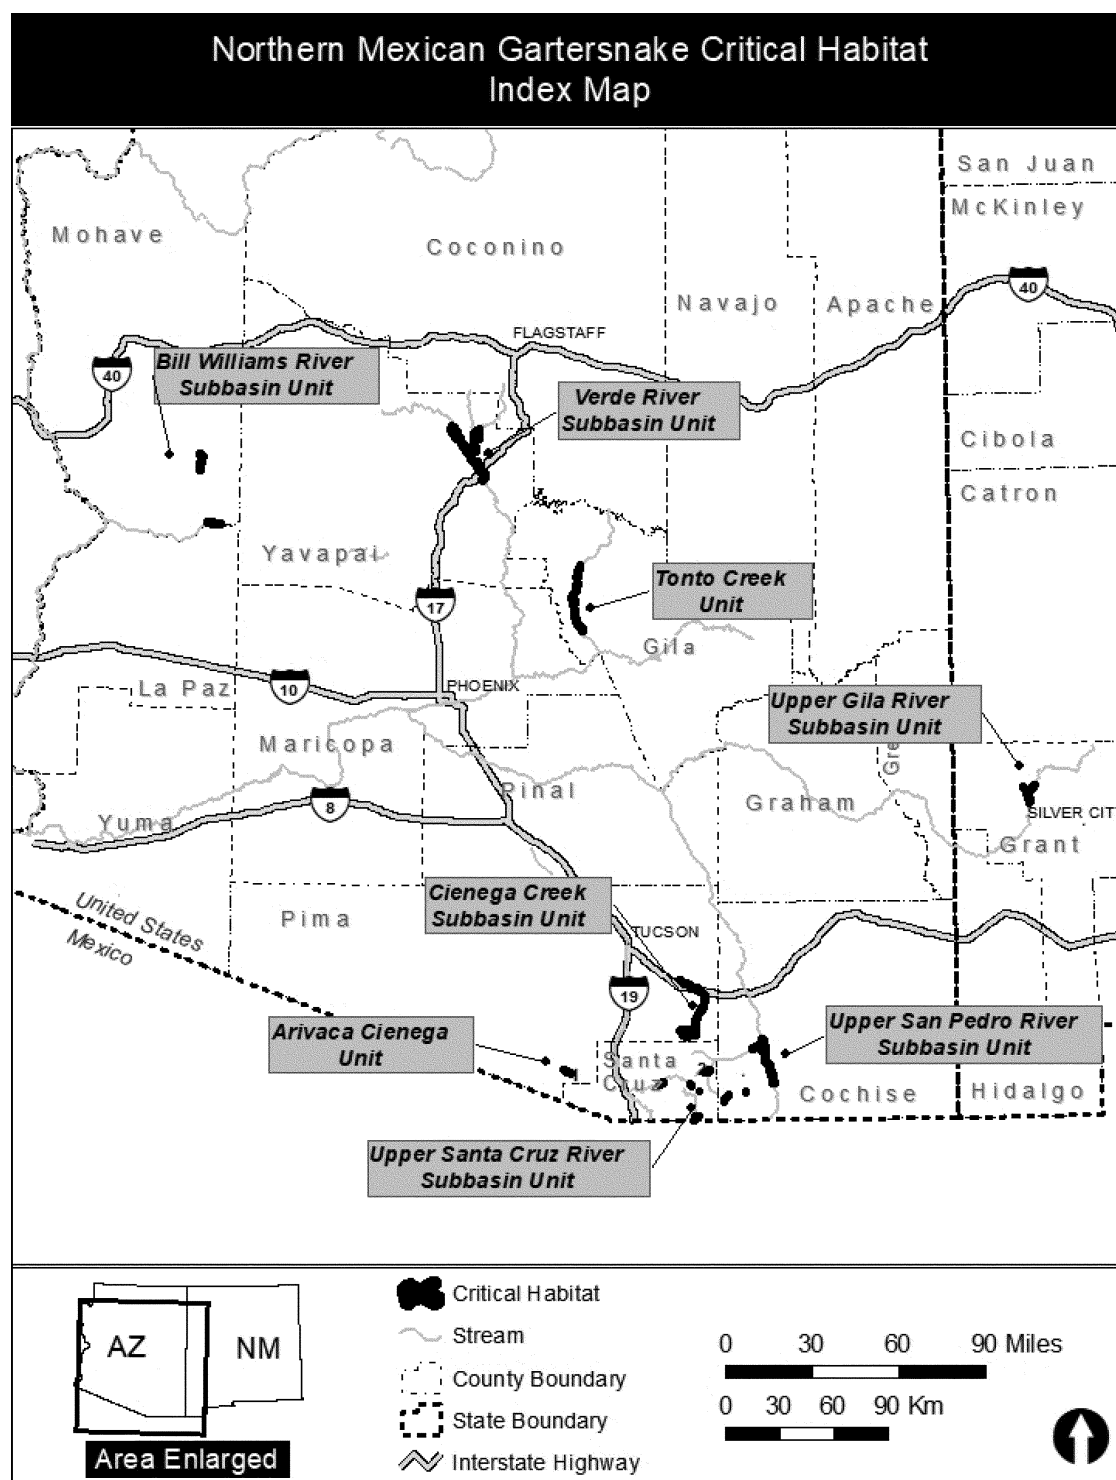 Northern Mexican Gartersnake Critical Habitat
Index Map
San Juan
McKinley
Mohave
Coconino
Navajo
Apache
40
FLAGSTAFF
40
Bill Williams River
Subbasin Unit
Verde River
Subbasin Unit
Cibola
Catron
Yavapai
Tonto Creek
Unit
17
Gila
La Paz
10
PHOENIX
Upper Gila River
Subbasin Unit
Maricopa
Gre
Pinal
Graham
8
Yuma
SILVER CIT
Grant
Cienega Creek
Subbasin Unit
United States
Mexico
Pima
TUCSON
19
Arivaca Cienega
Unit
Upper San Pedro River
Subbasin Unit
Santa
Cruz
Cochise
Hidalgo
Upper Santa Cruz River
Subbasin Unit
AZ
NM
Area Enlarged
Critical Habitat
Stream
County Boundary
State Boundary
Interstate Highway
0 30 60 90 Miles
0 30 60 90 Km